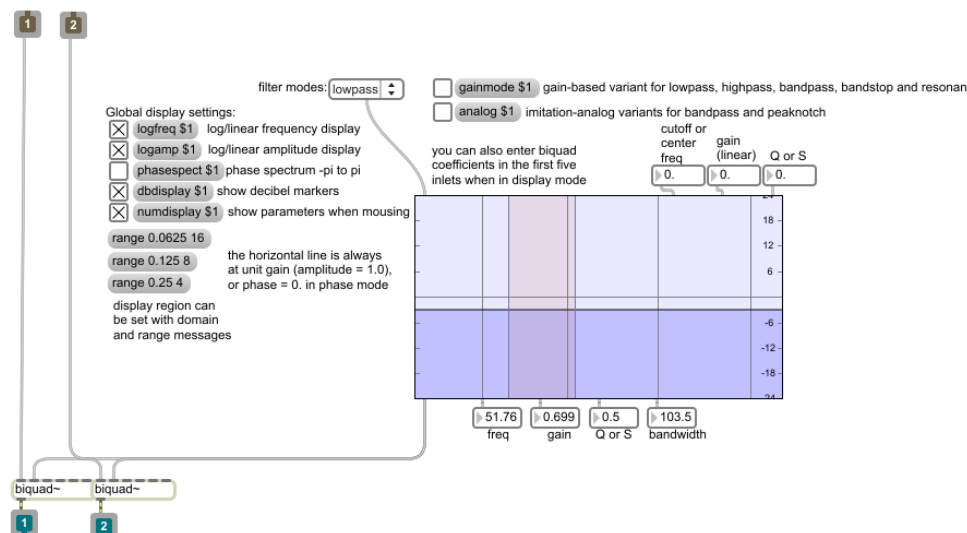 1
2
filter modes:
lowpass
gainmode $1
gain-based variant for lowpass, highpass, bandpass, bandstop and resonan
analog $1
imitation-analog variants for bandpass and peaknotch
Global display settings:
logfreq $1
log/linear frequency display
logamp $1
log/linear amplitude display
phasespect $1
phase spectrum -pi to pi
dbdisplay $1
show decibel markers
numdisplay $1
show parameters when mousing
range 0.0625 16
range 0.125 8
range 0.25 4
the horizontal line is always
at unit gain (amplitude = 1.0),
or phase = 0. in phase mode
display region can
be set with domain
and range messages
you can also enter biquad
coefficients in the first five
inlets when in display mode
cutoff or
center
freq
gain
(linear)
Q or S
0.
0.
0.
24
18
12
6
-6
-12
-18
24
51.76
0.699
0.5
103.5
freq
gain
Q or S
bandwidth
biquad~
biquad~
1
2